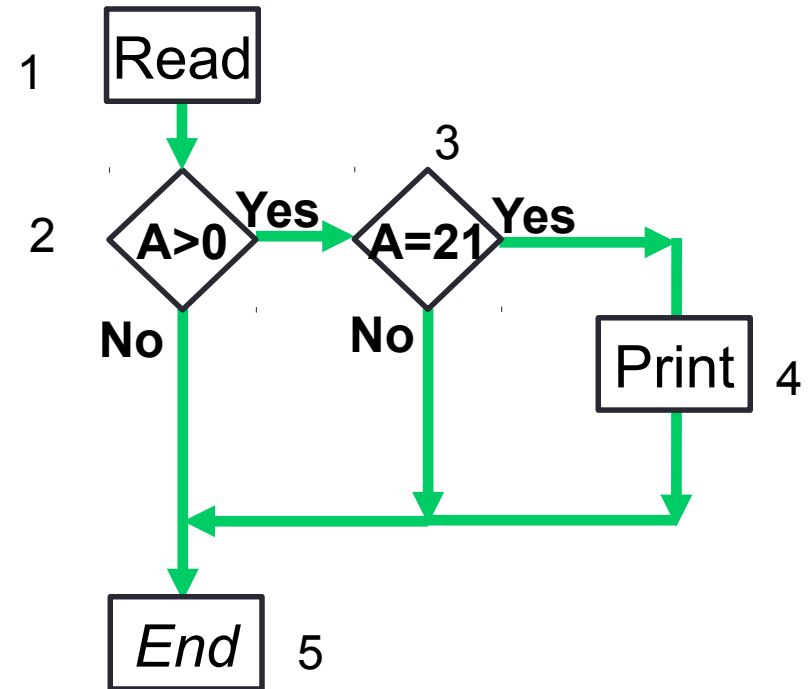 1
Read
3
2
A>0
Yes
A=21
Yes
No
No
Print
4
End
5